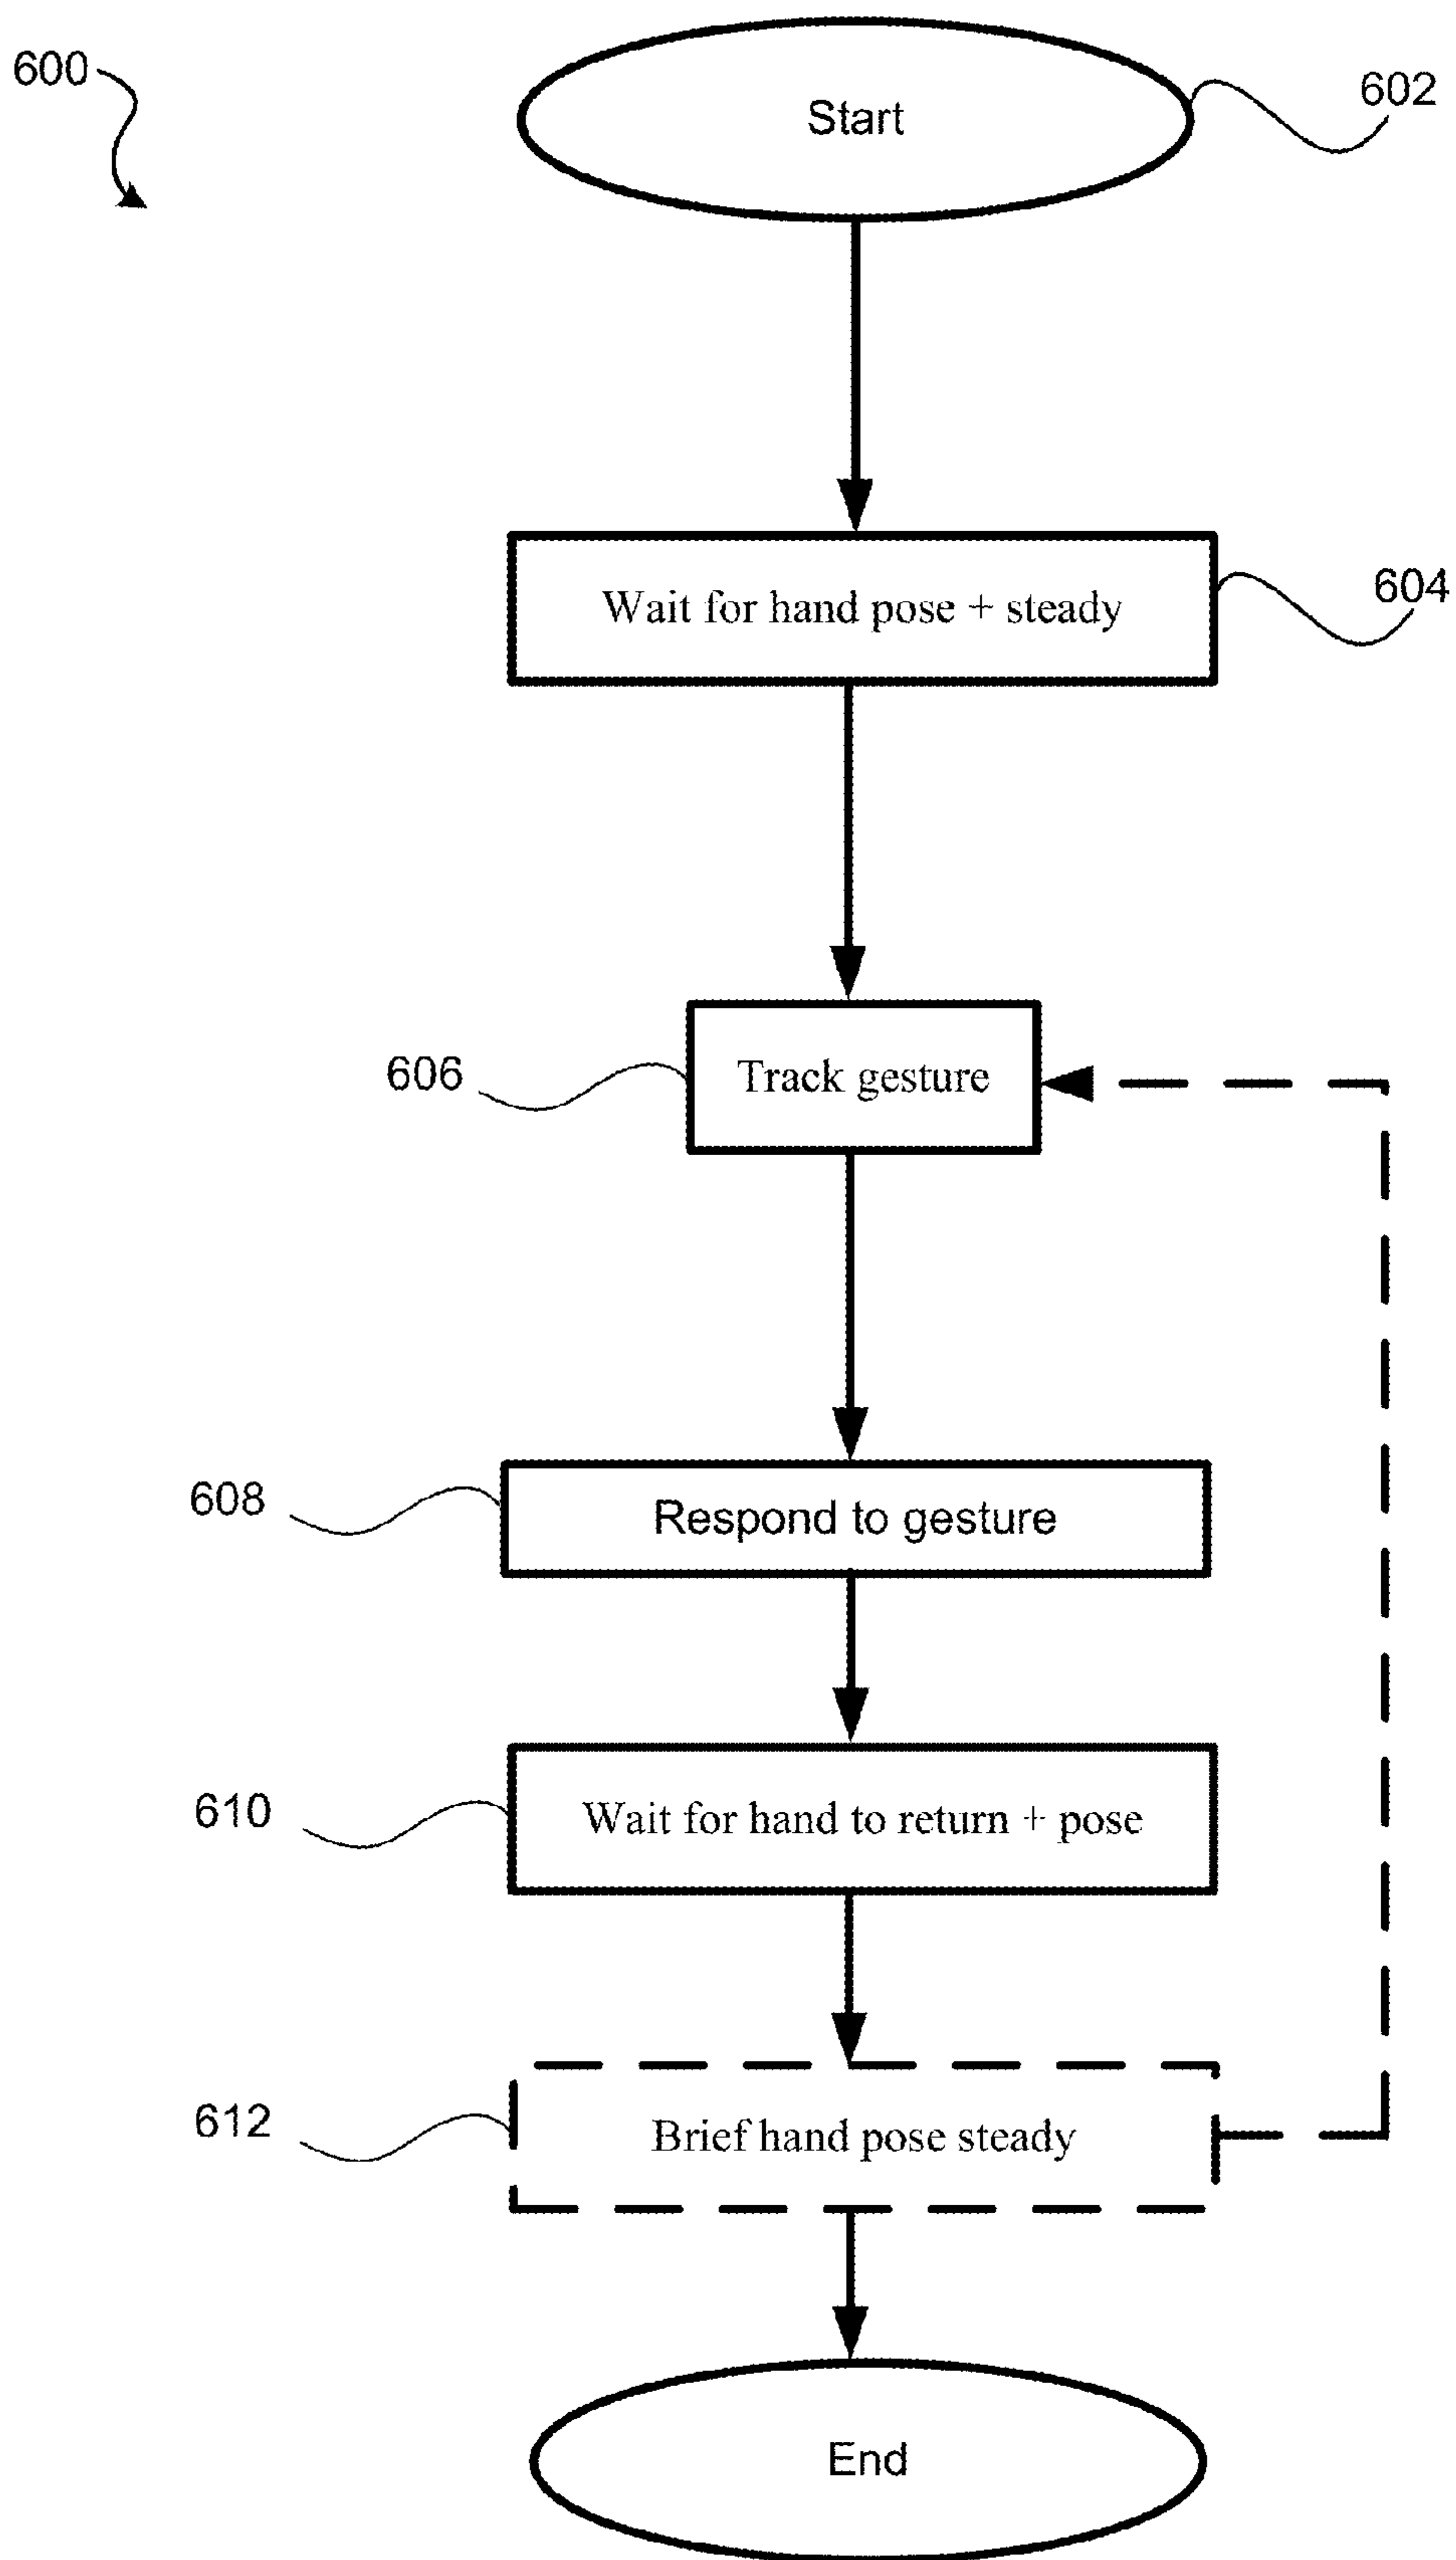 600
Start
602
Wait for hand pose + steady
604
606
Track gesture
608
Respond to gesture
610
Wait for hand to return + pose
612
Brief hand pose steady
End